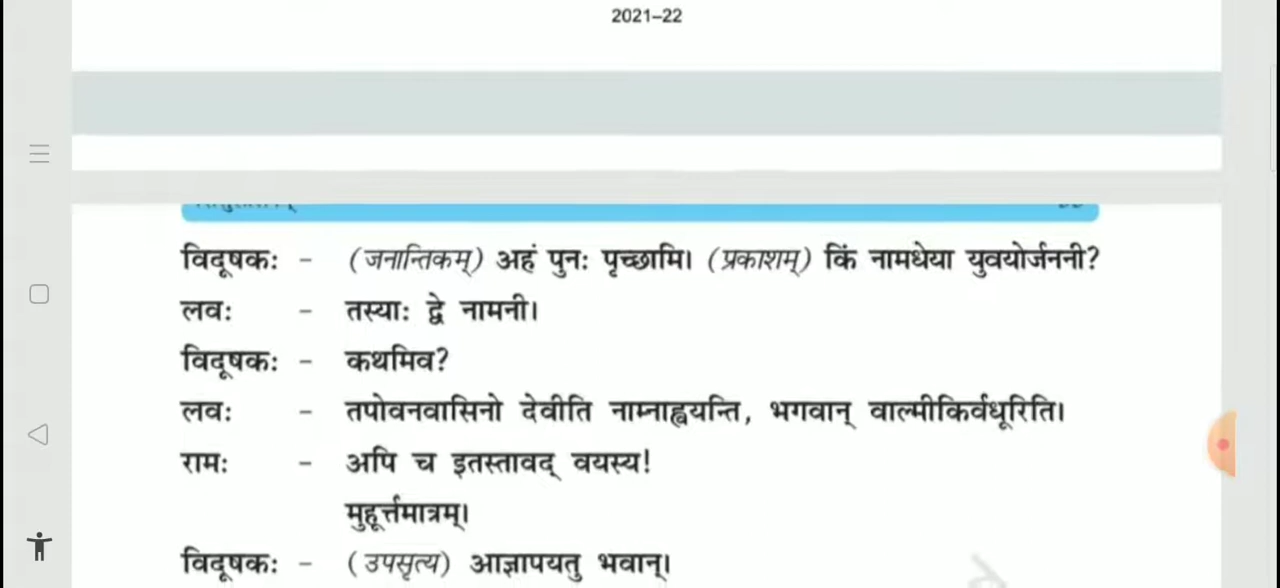 2021–22
विदूषकः – (जनान्तिकम्) अहं पुनः पृच्छामि। (प्रकाशम्) किं नामधेया युवयोर्जननी?
लवः – तस्याः द्वे नामनी।
विदूषकः – कथमिव?
लवः – तपोवनवासिनो देवीति नाम्नाह्वयन्ति, भगवान् वाल्मीकिर्वधूरिति।
रामः – अपि च इतस्तावद् वयस्य!
मुहूर्त्तमात्रम्।
विदूषकः – (उपसृत्य) आज्ञापयतु भवान्।